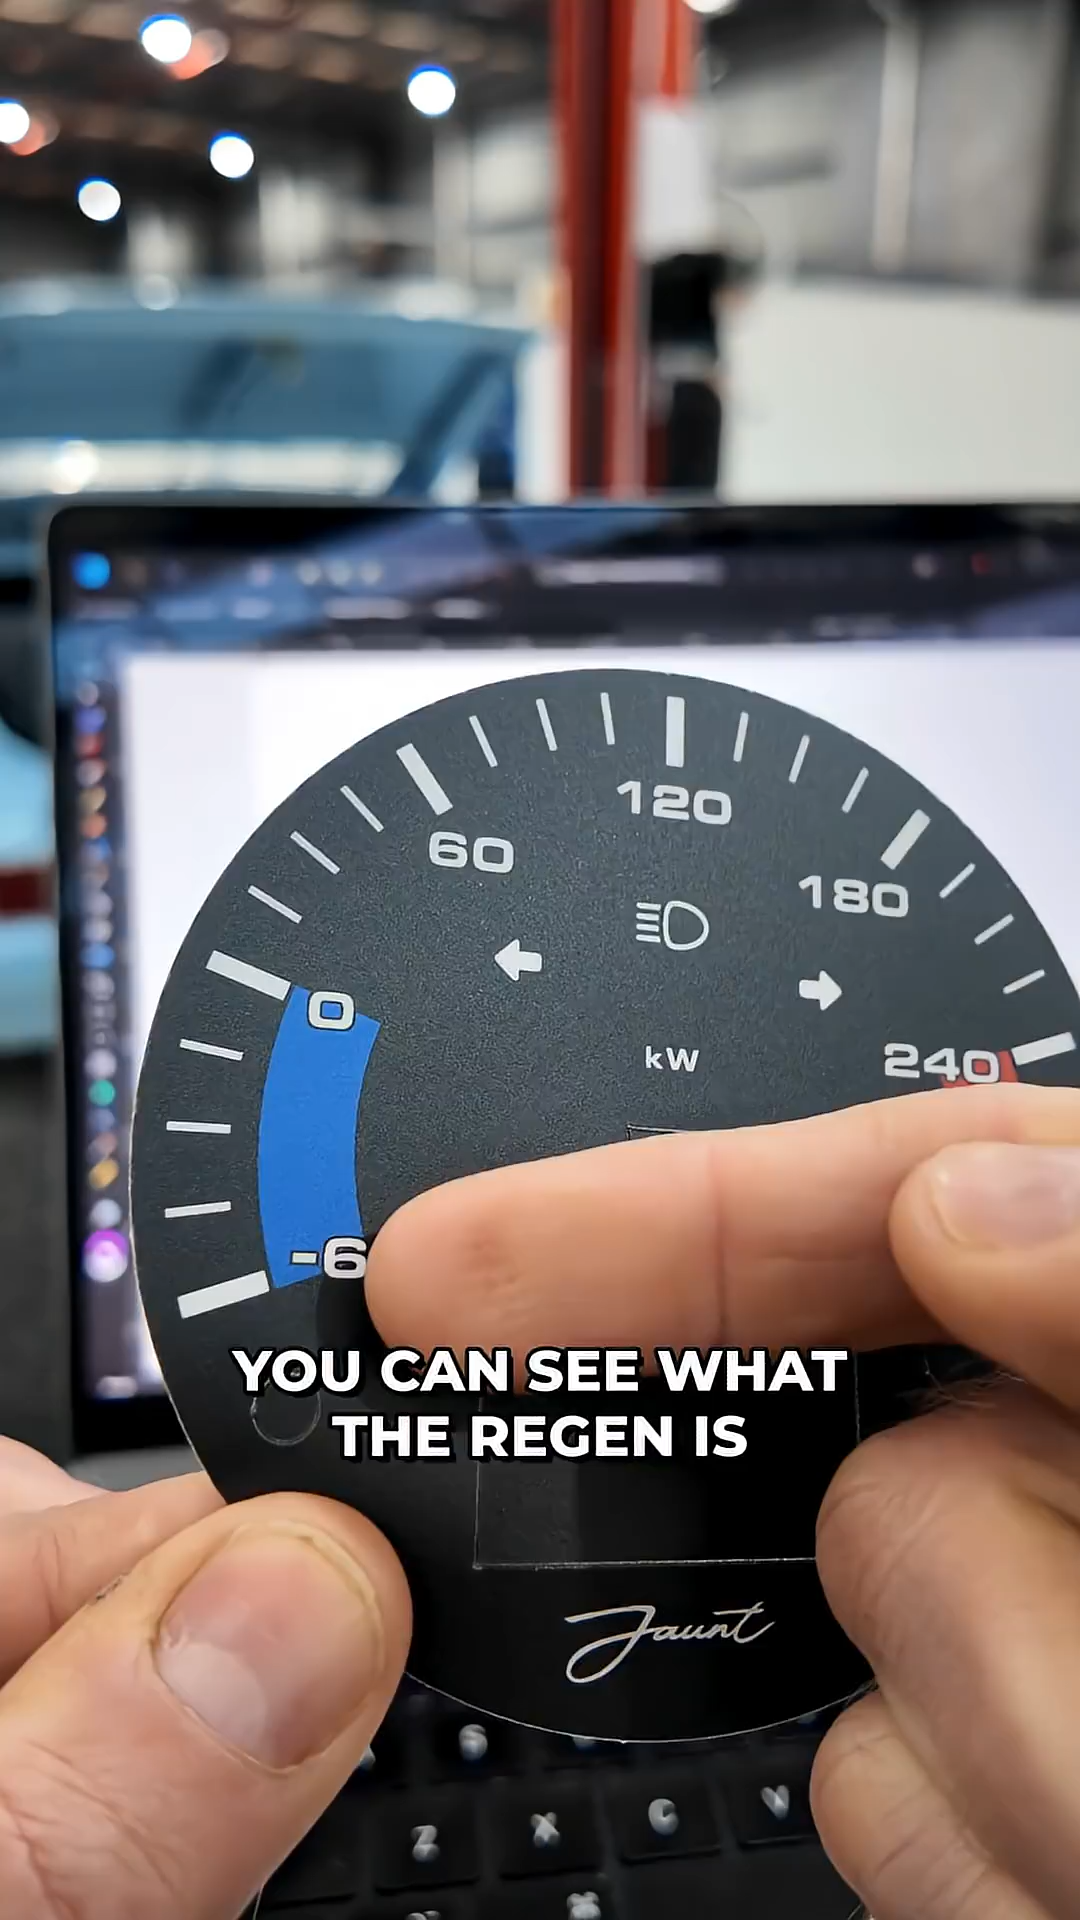 120
60
180
0
kW
240
-6
YOU CAN SEE WHAT
THE REGEN IS
Jaunt
S
Z X C V